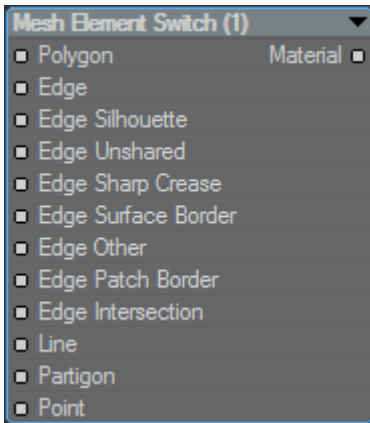 Mesh Element Switch (1)
Polygon Material
Edge
Edge Silhouette
Edge Unshared
Edge Sharp Crease
Edge Surface Border
Edge Other
Edge Patch Border
Edge Intersection
Line
Partigon
Point